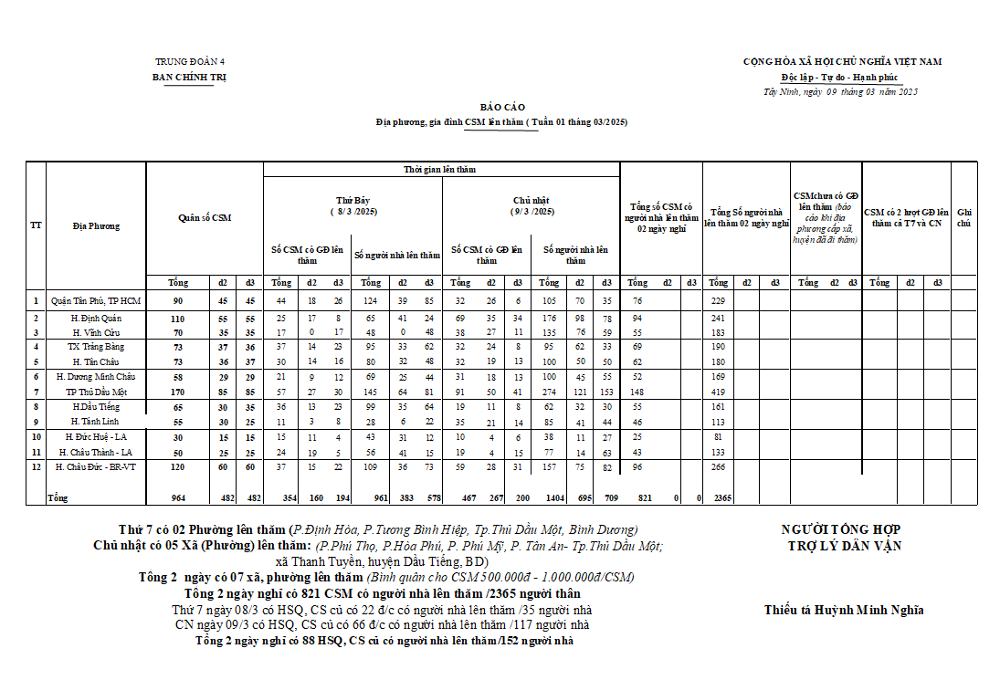 TRUNG ĐOÀN 4
CỘNG HÒA XÃ HỘI CHỦ NGHĨA VIỆT NAM
BAN CHÍNH TRỊ
Độc lập - Tự do - Hạnh phúc
Tây Ninh, ngày 09 tháng 03 năm 2025
BÁO CÁO
Địa phương, gia đình CSM lên thăm ( Tuần 01 tháng 03/2025)
TT Địa Phương Quân số CSM Thời gian lên thăm Tổng số CSM có người nhà lên thăm 02 ngày nghỉ Tổng Số người nhà lên thăm 02 ngày nghỉ CSMchưa có GĐ lên thăm (báo cáo khi địa phương cấp xã, huyện đã đi thăm) CSM có 2 lượt GĐ lên thăm cả T7 và CN Ghi chú
Thứ Bảy ( 8/ 3 /2025) Chủ nhật ( 9/ 3 /2025)
Số CSM có GĐ lên thăm Số người nhà lên thăm Số CSM có GĐ lên thăm Số người nhà lên thăm
Tổng d2 d3 Tổng d2 d3 Tổng d2 d3 Tổng d2 d3 Tổng d2 d3 Tổng d2 d3 Tổng d2 d3 Tổng d2 d3 Tổng d2 d3
1 Quận Tân Phú, TP HCM 90 45 45 44 18 26 124 39 85 32 26 6 105 70 35 76 229
2 H. Định Quán 110 55 55 25 17 8 65 41 24 69 35 34 176 98 78 94 241
3 H. Vĩnh Cửu 70 35 35 17 0 17 48 0 48 38 27 11 135 76 59 55 183
4 TX Trảng Bàng 73 37 36 37 14 23 95 33 62 32 24 8 95 62 33 69 190
5 H. Tân Châu 73 36 37 30 14 16 80 32 48 32 19 13 100 50 50 62 180
6 H. Dương Minh Châu 58 29 29 21 9 12 69 25 44 31 18 13 100 45 55 52 169
7 TP Thủ Dầu Một 170 85 85 57 27 30 145 64 81 91 50 41 274 121 153 148 419
8 H.Dầu Tiếng 65 30 35 36 13 23 99 35 64 19 11 8 62 32 30 55 161
9 H. Tánh Linh 55 30 25 11 3 8 28 6 22 35 21 14 85 41 44 46 113
10 H. Đức Huệ - LA 30 15 15 15 11 4 43 31 12 10 4 6 38 11 27 25 81
11 H. Châu Thành - LA 50 25 25 24 19 5 56 41 15 19 4 15 77 14 63 43 133
12 H. Châu Đức - BR-VT 120 60 60 37 15 22 109 36 73 59 28 31 157 75 82 96 266
Tổng 964 482 482 354 160 194 961 383 578 467 267 200 1404 695 709 821 0 0 2365
Thứ 7 có 02 Phường lên thăm (P.Định Hòa, P.Tương Bình Hiệp, Tp.Thủ Dầu Một, Bình Dương)
NGƯỜI TỔNG HỢP
Chủ nhật có 05 Xã (Phường) lên thăm: (P.Phú Thọ, P.Hòa Phú, P. Phú Mỹ, P. Tân An- Tp.Thủ Dầu Một;
TRỢ LÝ DÂN VẬN
xã Thanh Tuyền, huyện Dầu Tiếng, BD)
Tổng 2 ngày có 07 xã, phường lên thăm (Bình quân cho CSM 500.000đ - 1.000.000đ/CSM)
Tổng 2 ngày nghỉ có 821 CSM có người nhà lên thăm /2365 người thân
Thứ 7 ngày 08/3 có HSQ, CS cũ có 22 đ/c có người nhà lên thăm /35 người nhà
Thiếu tá Huỳnh Minh Nghĩa
CN ngày 09/3 có HSQ, CS cũ có 66 đ/c có người nhà lên thăm /117 người nhà
Tổng 2 ngày nghỉ có 88 HSQ, CS cũ có người nhà lên thăm/152 người nhà